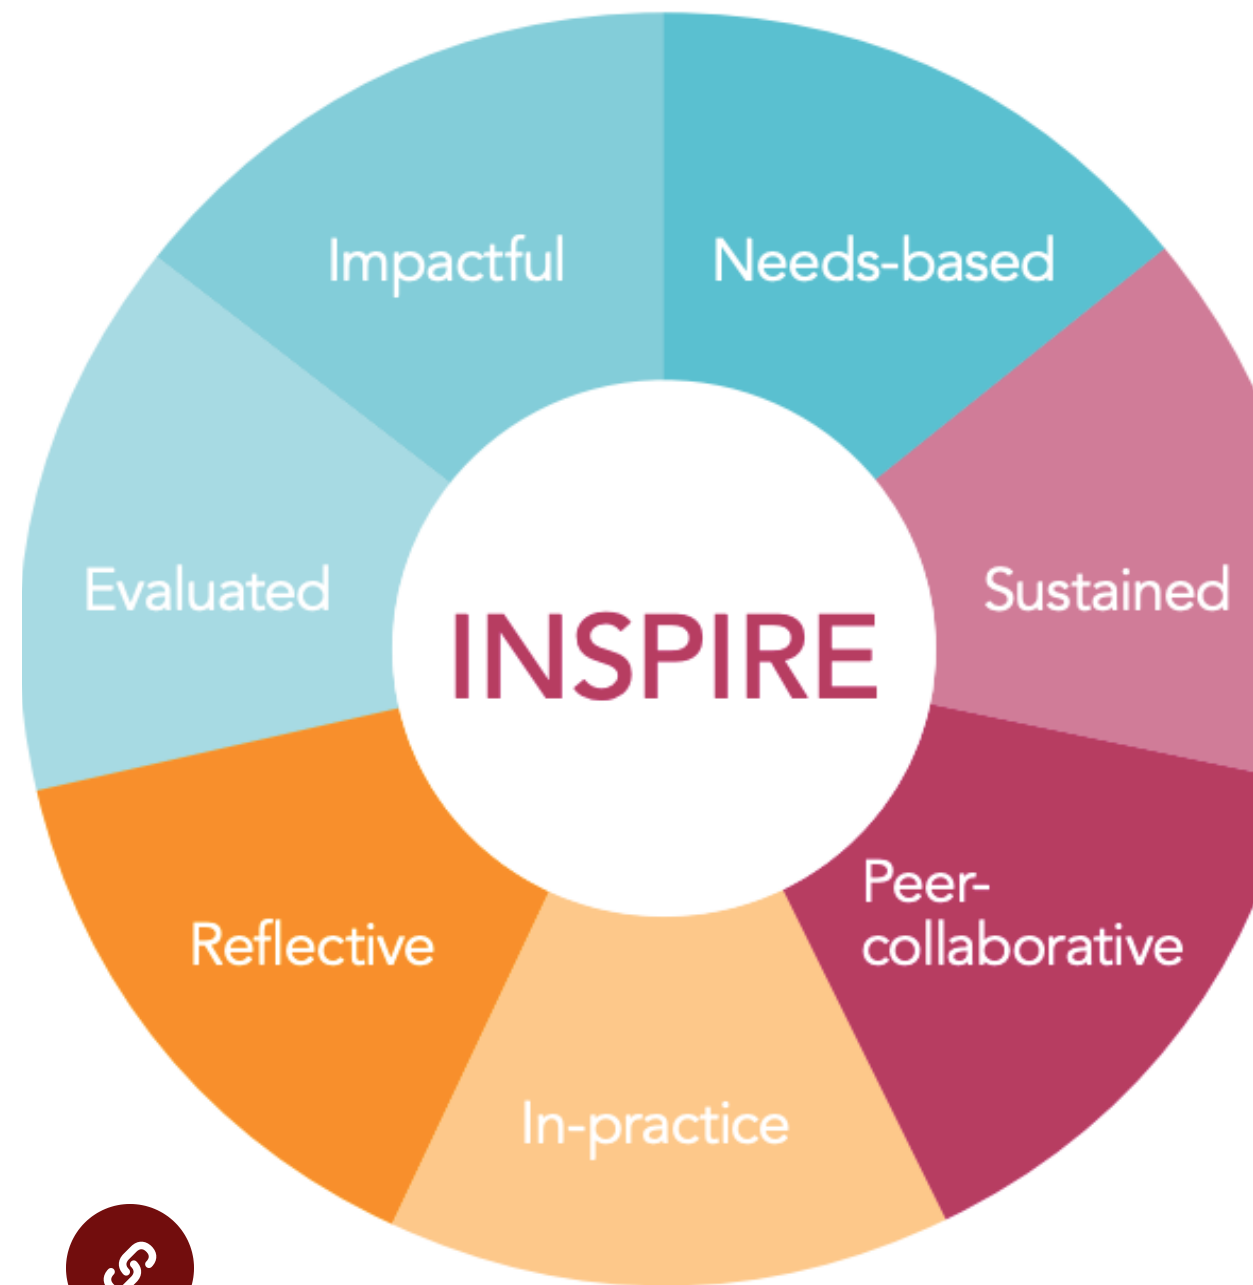 Impactful
Needs-based
Sustained
Peer-
collaborative
In-practice
Reflective
Evaluated
INSPIRE